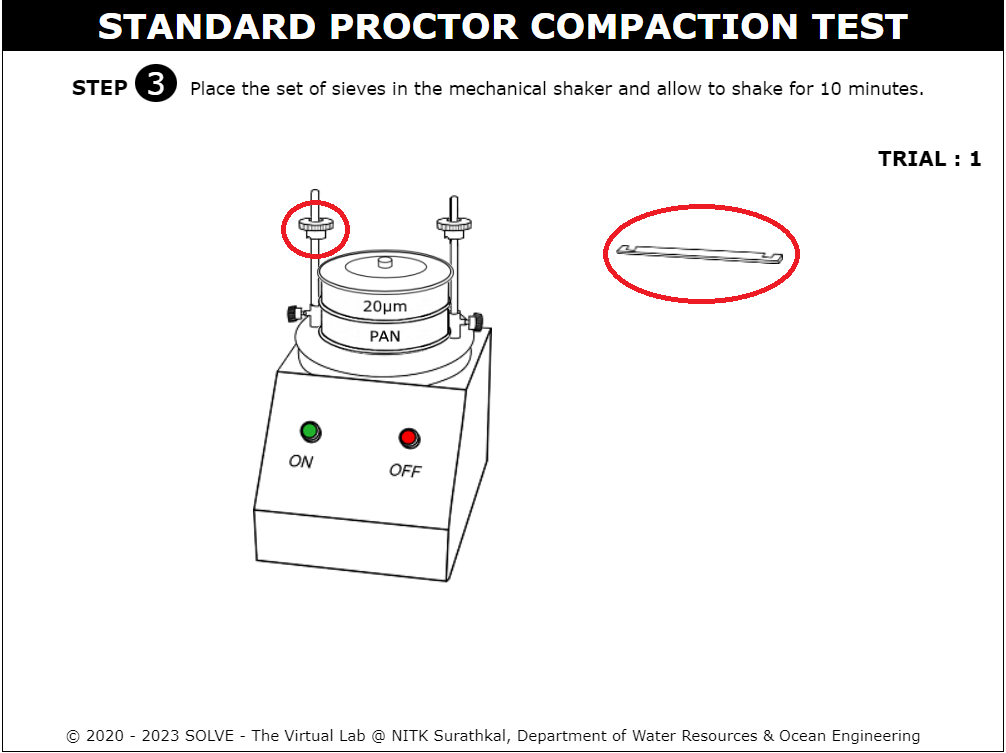 STANDARD PROCTOR COMPACTION TEST
STEP 3 Place the set of sieves in the mechanical shaker and allow to shake for 10 minutes.
TRIAL : 1
20µm
PAN
ON
OFF
© 2020 - 2023 SOLVE - The Virtual Lab @ NITK Surathkal, Department of Water Resources & Ocean Engineering